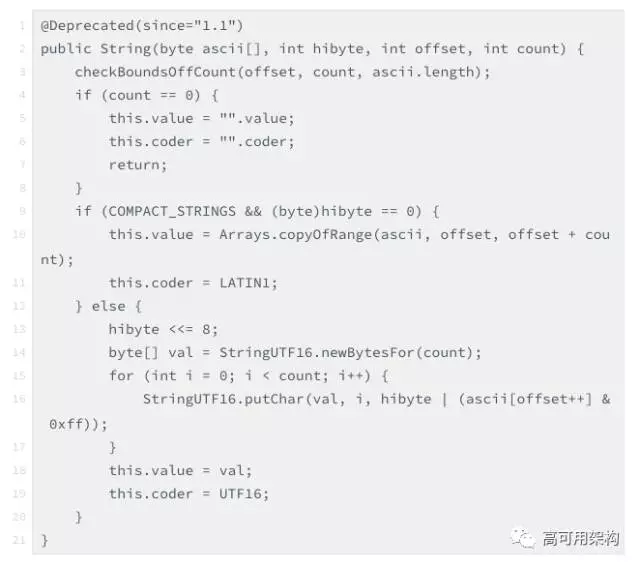 1 @Deprecated(since="1.1")
2 public String(byte ascii[], int hibyte, int offset, int count) {
3     checkBoundsOffCount(offset, count, ascii.length);
4     if (count == 0) {
5         this.value = "".value;
6         this.coder = "".coder;
7         return;
8     }
9     if (COMPACT_STRINGS && (byte)hibyte == 0) {
10         this.value = Arrays.copyOfRange(ascii, offset, offset + cou
nt);
11         this.coder = LATIN1;
12     } else {
13         hibyte <<= 8;
14         byte[] val = StringUTF16.newBytesFor(count);
15         for (int i = 0; i < count; i++) {
16             StringUTF16.putChar(val, i, hibyte | (ascii[offset++] &
 0xff));
17         }
18         this.value = val;
19         this.coder = UTF16;
20     }
21 }
高可用架构